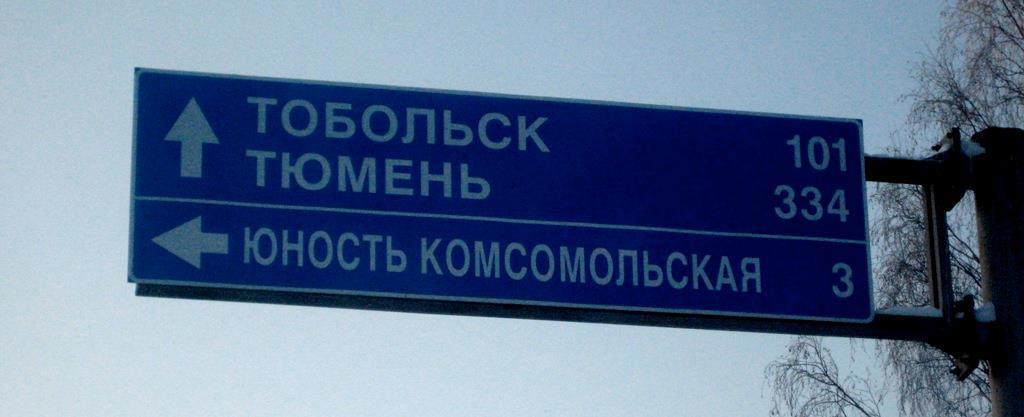 ТОБОЛЬСК 101
ТЮМЕНЬ 334
ЮНОСТЬ КОМСОМОЛЬСКАЯ 3